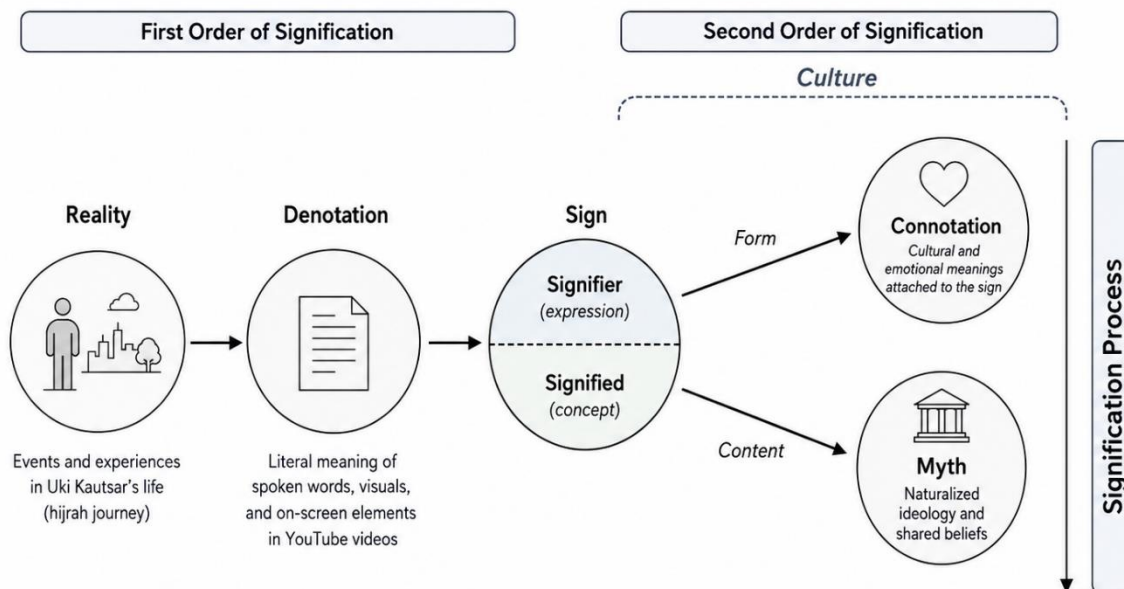 First Order of Signification
Second Order of Signification
Culture
Reality
Denotation
Sign
Events and experiences
in Uki Kautsar's life
(hijrah journey)
Literal meaning of
spoken words, visuals,
and on-screen elements
in YouTube videos
Signifier
(expression)
Signified
(concept)
Form
Content
Connotation
Cultural and
emotional meanings
attached to the sign
Myth
Naturalized
ideology and
shared beliefs
Signification Process